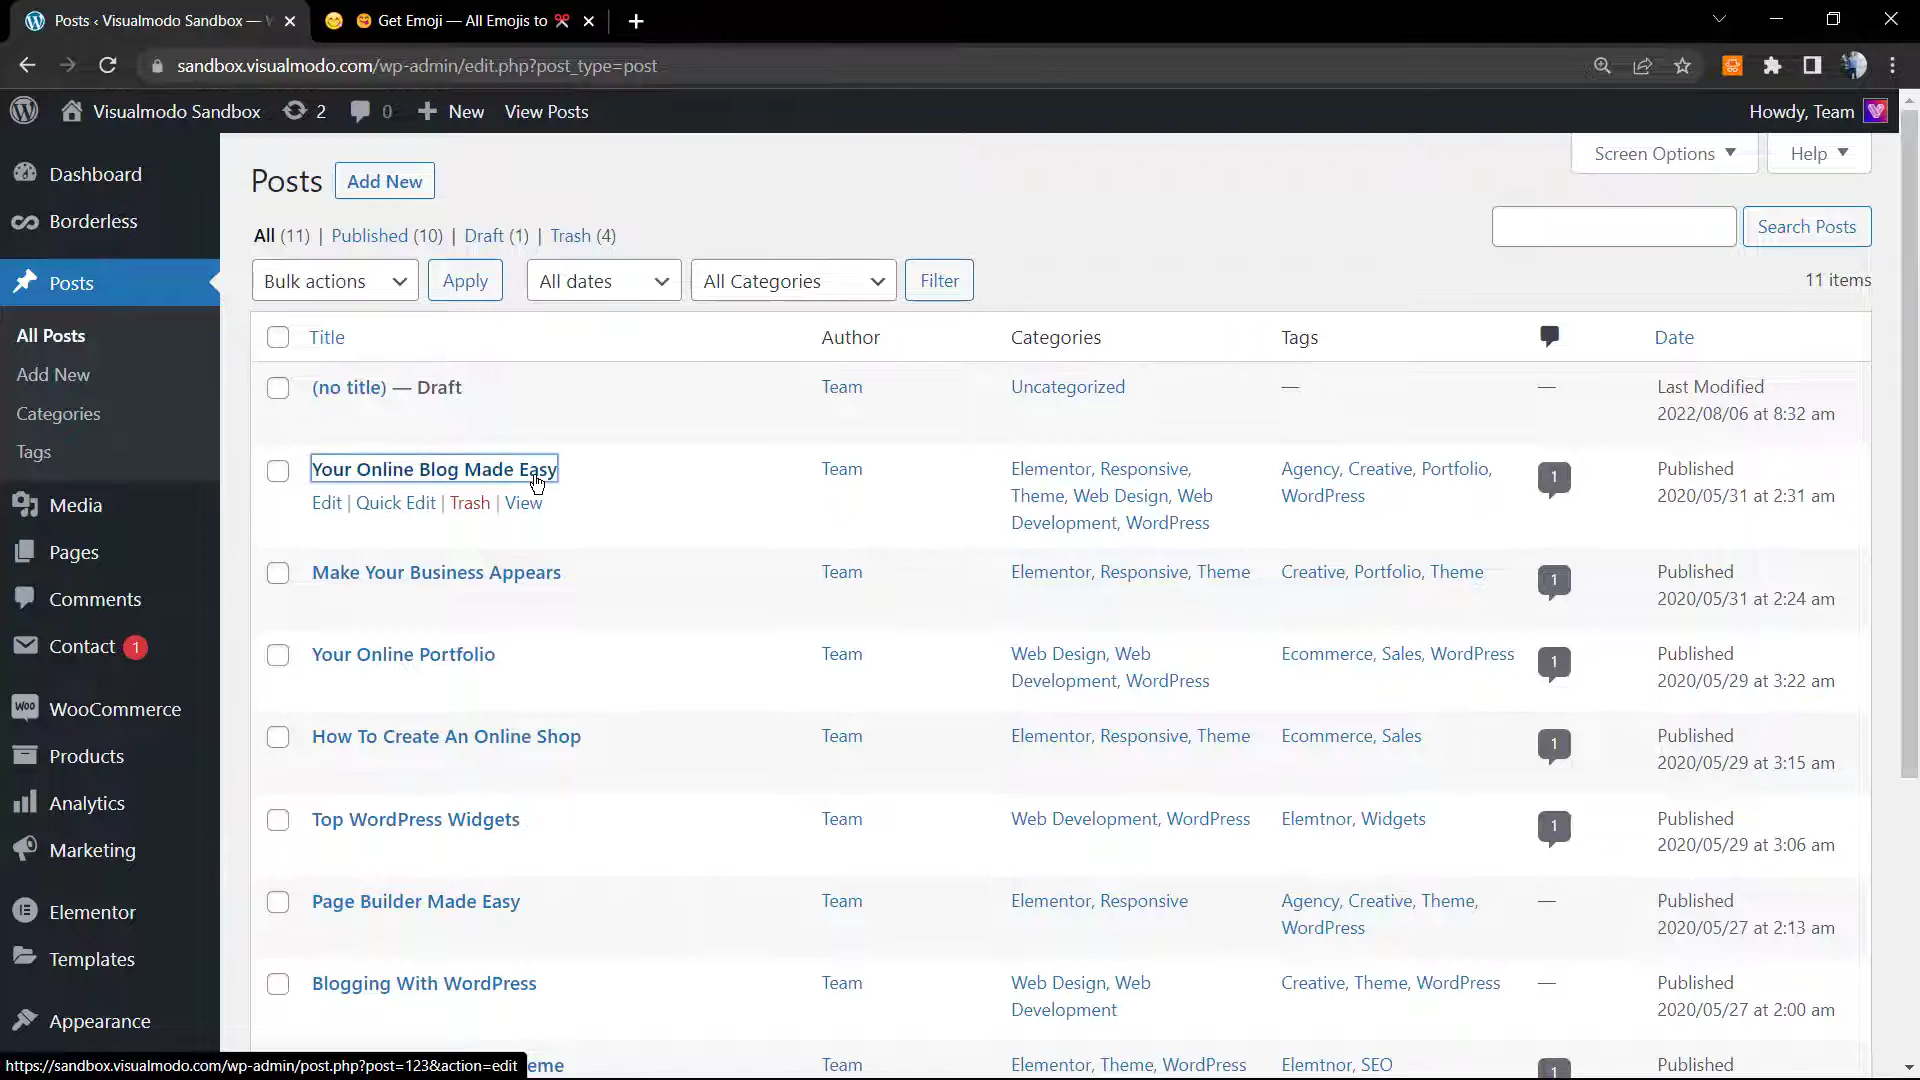 Posts ‹ Visualmodo Sandbox — W
Get Emoji — All Emojis to ✂
sandbox.visualmodo.com/wp-admin/edit.php?post_type=post
Visualmodo Sandbox 2 0 + New View Posts
Howdy, Team
Screen Options
Help
Dashboard
Borderless
Posts
All Posts
Add New
Categories
Tags
Media
Pages
Comments
Contact 1
Woo
WooCommerce
Products
Analytics
Marketing
Elementor
Templates
Appearance
Posts Add New
All (11) | Published (10) | Draft (1) | Trash (4)
Search Posts
Bulk actions Apply All dates All Categories Filter
11 items
Title Author Categories Tags Date
(no title) — Draft Team Uncategorized — — Last Modified
2022/08/06 at 8:32 am
Your Online Blog Made Easy Team Elementor, Responsive, Agency, Creative, Portfolio, 1 Published
Theme, Web Design, Web WordPress 2020/05/31 at 2:31 am
Edit | Quick Edit | Trash | View
Development, WordPress
Make Your Business Appears Team Elementor, Responsive, Theme Creative, Portfolio, Theme 1 Published
2020/05/31 at 2:24 am
Your Online Portfolio Team Web Design, Web Ecommerce, Sales, WordPress 1 Published
Development, WordPress 2020/05/29 at 3:22 am
How To Create An Online Shop Team Elementor, Responsive, Theme Ecommerce, Sales 1 Published
2020/05/29 at 3:15 am
Top WordPress Widgets Team Web Development, WordPress Elemtnor, Widgets 1 Published
2020/05/29 at 3:06 am
Page Builder Made Easy Team Elementor, Responsive Agency, Creative, Theme, — Published
WordPress 2020/05/27 at 2:13 am
Blogging With WordPress Team Web Design, Web Creative, Theme, WordPress — Published
Development 2020/05/27 at 2:00 am
eme Team Elementor, Theme, WordPress Elemtnor, SEO 1 Published
https://sandbox.visualmodo.com/wp-admin/post.php?post=123&action=edit